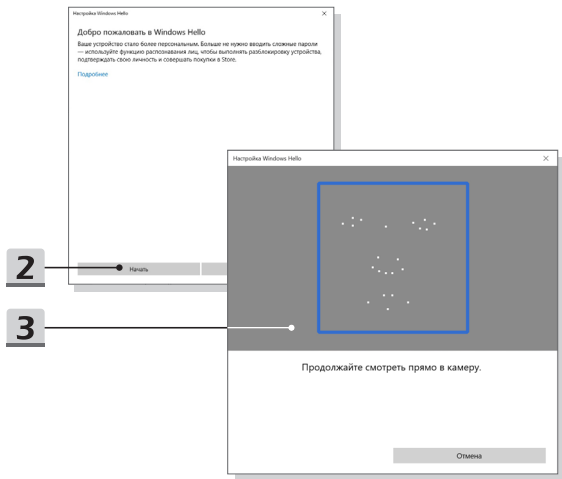 Настройка Windows Hello
Добро пожаловать в Windows Hello
Ваше устройство стало более персональным. Больше не нужно вводить сложные пароли
— используйте функцию распознавания лиц, чтобы выполнять разблокировку устройства,
подтверждать свою личность и совершать покупки в Store.
Подробнее
2
Начать
Настройка Windows Hello
3
Продолжайте смотреть прямо в камеру.
Отмена